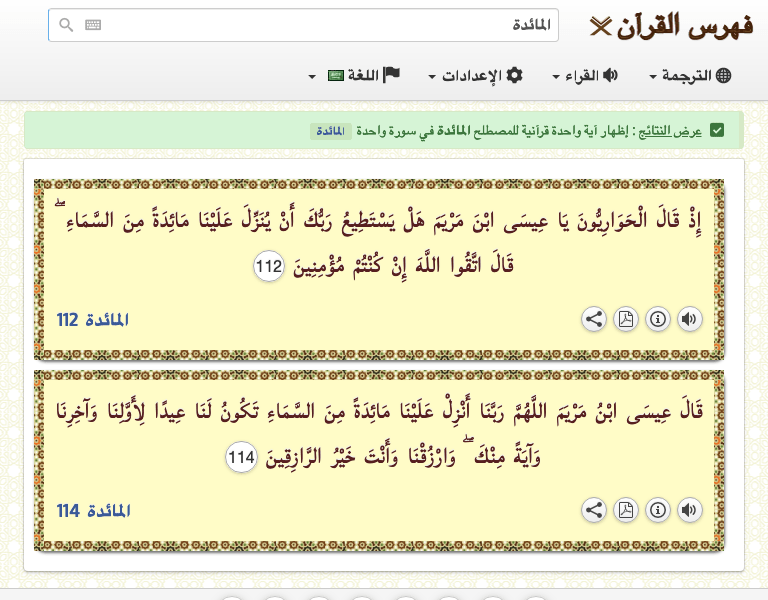 فهرس القرآن
المائدة
الترجمة القراء الإعدادات اللغة
عرض النتائج : إظهار آية واحدة قرآنية للمصطلح المائدة في سورة واحدة المائدة
إِذْ قَالَ الْحَوَارِيُّونَ يَا عِيسَى ابْنَ مَرْيَمَ هَلْ يَسْتَطِيعُ رَبُّكَ أَنْ يُنَزِّلَ عَلَيْنَا مَائِدَةً مِنَ السَّمَاءِ ۖ
قَالَ اتَّقُوا اللَّهَ إِنْ كُنْتُمْ مُؤْمِنِينَ 112
المائدة 112
قَالَ عِيسَى ابْنُ مَرْيَمَ اللَّهُمَّ رَبَّنَا أَنْزِلْ عَلَيْنَا مَائِدَةً مِنَ السَّمَاءِ تَكُونُ لَنَا عِيدًا لِأَوَّلِنَا وَآخِرِنَا
وَآيَةً مِنْكَ ۖ وَارْزُقْنَا وَأَنْتَ خَيْرُ الرَّازِقِينَ 114
المائدة 114